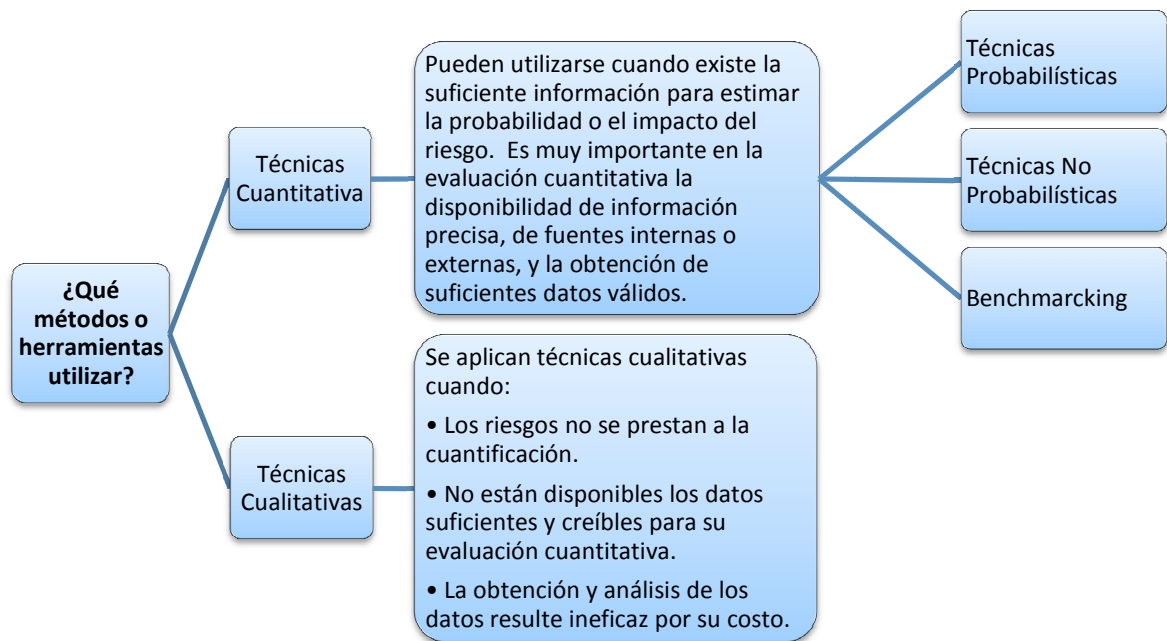 ¿Qué
métodos o
herramientas
utilizar?
Técnicas
Cuantitativa
Pueden utilizarse cuando existe la
suficiente información para estimar
la probabilidad o el impacto del
riesgo.  Es muy importante en la
evaluación cuantitativa la
disponibilidad de información
precisa, de fuentes internas o
externas, y la obtención de
suficientes datos válidos.
Técnicas
Probabilísticas
Técnicas No
Probabilísticas
Benchmarcking
Técnicas
Cualitativas
Se aplican técnicas cualitativas
cuando:
• Los riesgos no se prestan a la
cuantificación.
• No están disponibles los datos
suficientes y creíbles para su
evaluación cuantitativa.
• La obtención y análisis de los
datos resulte ineficaz por su costo.